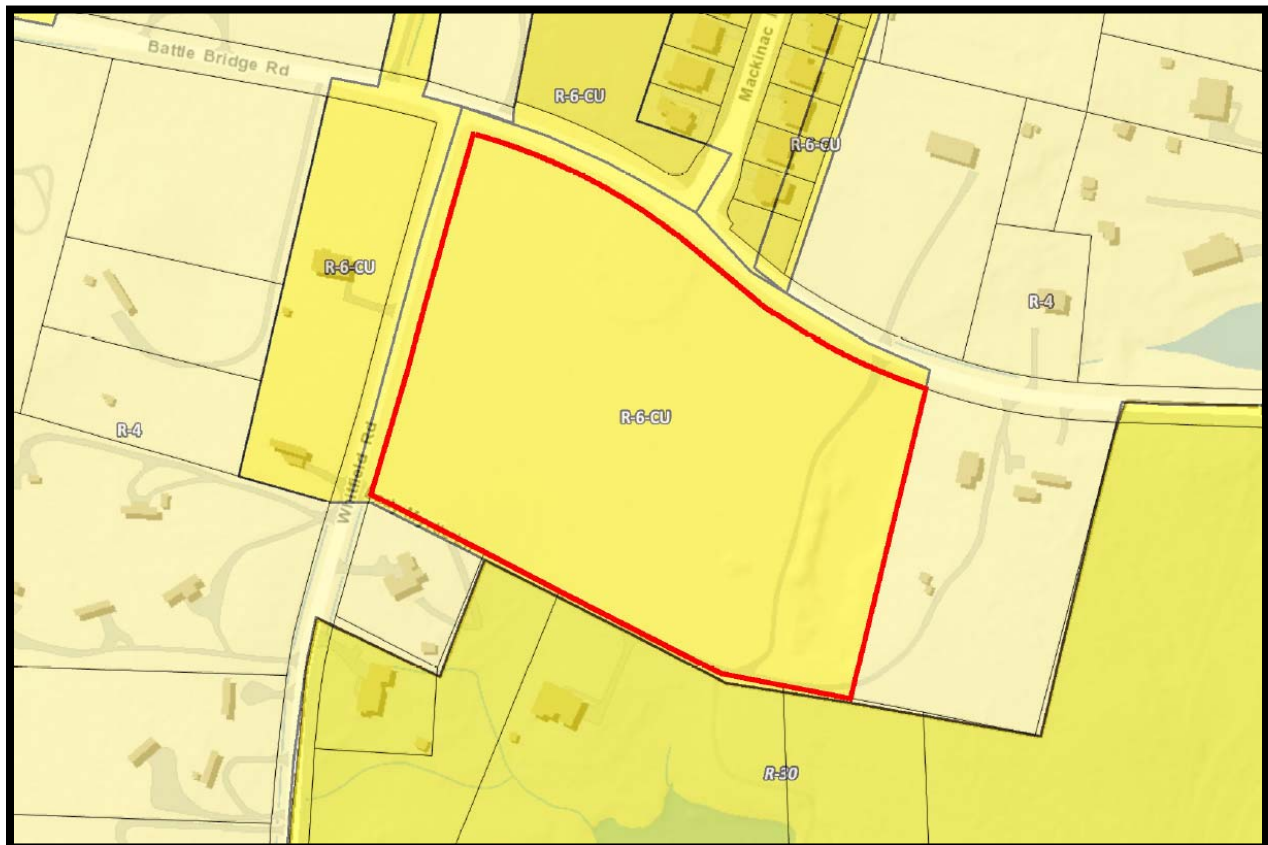 Battle Bridge Rd
Mackinac
R-6-CU
R-6-CU
R-6-CU
R-4
R-6-CU
R-4
Whitfield Rd
R-30